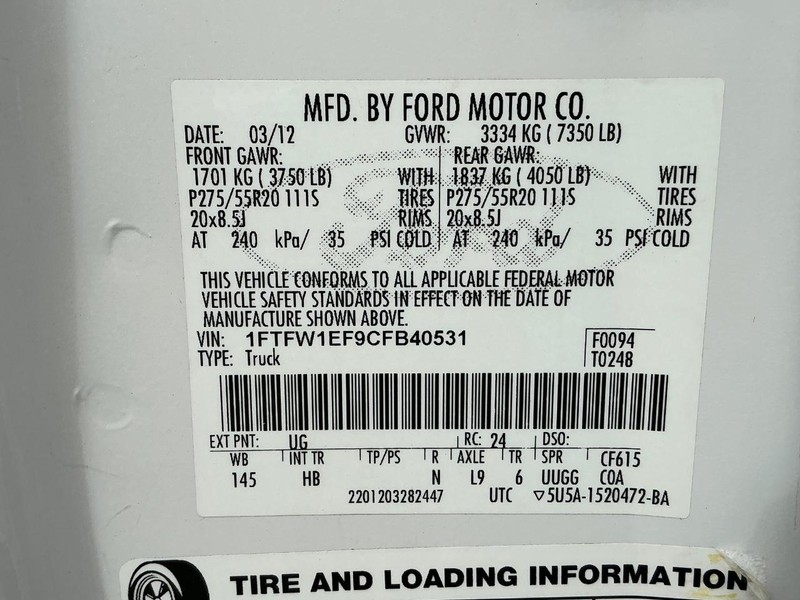 MFD. BY FORD MOTOR CO.
DATE: 03/12 GVWR: 3334 KG ( 7350 LB)
FRONT GAWR: REAR GAWR:
1701 KG ( 3750 LB) WITH 1837 KG ( 4050 LB) WITH
P275/55R20 111S TIRES P275/55R20 111S TIRES
20x8.5J RIMS 20x8.5J RIMS
AT 240 kPa/ 35 PSI COLD AT 240 kPa/ 35 PSI COLD
THIS VEHICLE CONFORMS TO ALL APPLICABLE FEDERAL MOTOR
VEHICLE SAFETY STANDARDS IN EFFECT ON THE DATE OF
MANUFACTURE SHOWN ABOVE.
VIN: 1FTFW1EF9CFB40531 F0094
TYPE: Truck T0248
EXT PNT: UG RC: 24 DSO:
WB INT TR TP/PS R AXLE TR SPR CF615
145 HB N L9 6 UUGG COA
2201203282447 UTC ▽5U5A-1520472-BA
TIRE AND LOADING INFORMATION